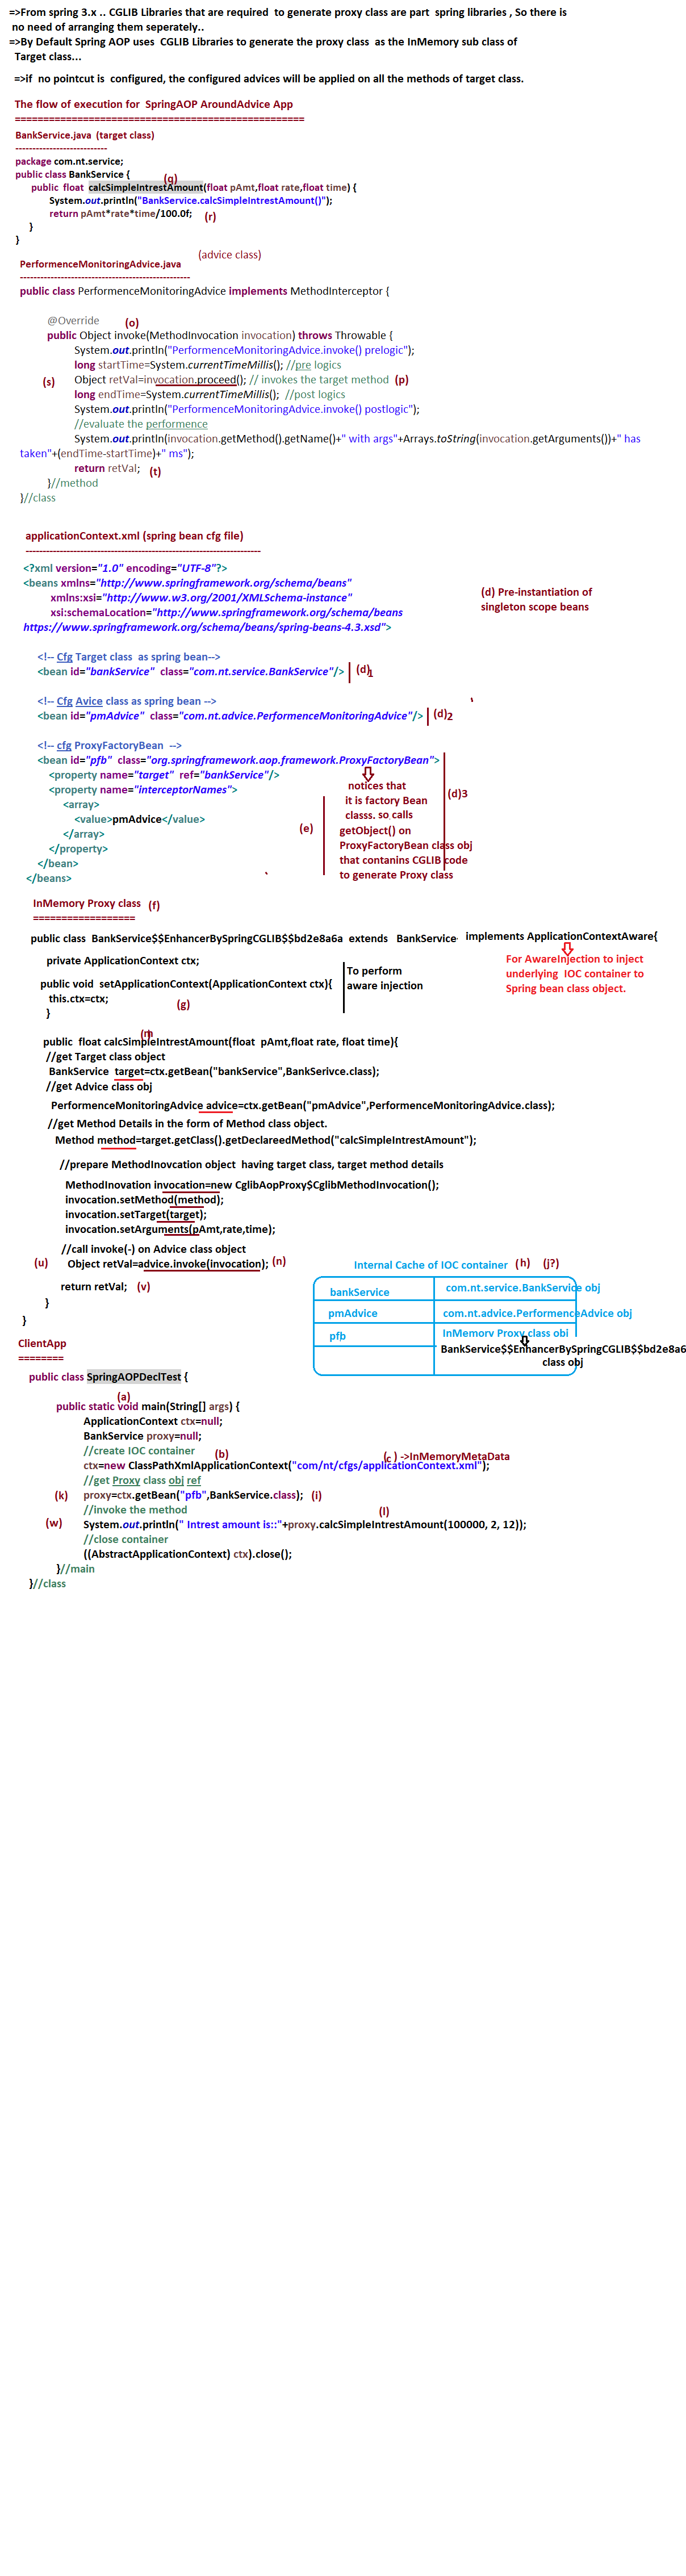 =>From spring 3.x .. CGLIB Libraries that are required to generate proxy class are part spring libraries , So there is
no need of arranging them seperately..
=>By Default Spring AOP uses CGLIB Libraries to generate the proxy class as the InMemory sub class of
Target class...
=>if no pointcut is configured, the configured advices will be applied on all the methods of target class.
The flow of execution for SpringAOP AroundAdvice App
===================================================
BankService.java (target class)
---------------------------
package com.nt.service;
public class BankService {
(q)
public float calcSimpleIntrestAmount(float pAmt,float rate,float time) {
System.out.println("BankService.calcSimpleIntrestAmount()");
return pAmt*rate*time/100.0f; (r)
}
}
(advice class)
PerformenceMonitoringAdvice.java
--------------------------------------------------
public class PerformenceMonitoringAdvice implements MethodInterceptor {
@Override (o)
public Object invoke(MethodInvocation invocation) throws Throwable {
System.out.println("PerformenceMonitoringAdvice.invoke() prelogic");
long startTime=System.currentTimeMillis(); //pre logics
(s) Object retVal=invocation.proceed(); // invokes the target method (p)
long endTime=System.currentTimeMillis(); //post logics
System.out.println("PerformenceMonitoringAdvice.invoke() postlogic");
//evaluate the performence
System.out.println(invocation.getMethod().getName()+" with args"+Arrays.toString(invocation.getArguments())+" has
taken"+(endTime-startTime)+" ms");
return retVal; (t)
}//method
}//class
applicationContext.xml (spring bean cfg file)
---------------------------------------------------------------------
<?xml version="1.0" encoding="UTF-8"?>
<beans xmlns="http://www.springframework.org/schema/beans"
xmlns:xsi="http://www.w3.org/2001/XMLSchema-instance"
xsi:schemaLocation="http://www.springframework.org/schema/beans
https://www.springframework.org/schema/beans/spring-beans-4.3.xsd">
(d) Pre-instantiation of
singleton scope beans
<!-- Cfg Target class as spring bean-->
<bean id="bankService" class="com.nt.service.BankService"/> (d)1
<!-- Cfg Avice class as spring bean -->
<bean id="pmAdvice" class="com.nt.advice.PerformenceMonitoringAdvice"/> (d)2
<!-- cfg ProxyFactoryBean -->
<bean id="pfb" class="org.springframework.aop.framework.ProxyFactoryBean">
<property name="target" ref="bankService"/>
<property name="interceptorNames">
<array>
<value>pmAdvice</value>
</array>
</property>
</bean>
</beans>
(d)3
(e)
notices that
it is factory Bean
classs. so calls
getObject() on
ProxyFactoryBean class obj
that contanins CGLIB code
to generate Proxy class
InMemory Proxy class (f)
==================
public class BankService$$EnhancerBySpringCGLIB$$bd2e8a6a extends BankService implements ApplicationContextAware{
private ApplicationContext ctx;
public void setApplicationContext(ApplicationContext ctx){
this.ctx=ctx;
}
(g)
To perform
aware injection
For AwareInjection to inject
underlying IOC container to
Spring bean class object.
(m
public float calcSimpleIntrestAmount(float pAmt,float rate, float time){
//get Target class object
BankService target=ctx.getBean("bankService",BankSerivce.class);
//get Advice class obj
PerformenceMonitoringAdvice advice=ctx.getBean("pmAdvice",PerformenceMonitoringAdvice.class);
//get Method Details in the form of Method class object.
Method method=target.getClass().getDeclareedMethod("calcSimpleIntrestAmount");
//prepare MethodInovcation object having target class, target method details
MethodInovation invocation=new CglibAopProxy$CglibMethodInvocation();
invocation.setMethod(method);
invocation.setTarget(target);
invocation.setArguments(pAmt,rate,time);
//call invoke(-) on Advice class object
(u) Object retVal=advice.invoke(invocation); (n)
return retVal; (v)
}
}
Internal Cache of IOC container (h) (j?)
bankService com.nt.service.BankService obj
pmAdvice com.nt.advice.PerformenceAdvice obj
pfb InMemory Proxy class obj
BankService$$EnhancerBySpringCGLIB$$bd2e8a6
class obj
ClientApp
========
public class SpringAOPDeclTest {
(a)
public static void main(String[] args) {
ApplicationContext ctx=null;
BankService proxy=null;
//create IOC container (b) (c ) ->InMemoryMetaData
ctx=new ClassPathXmlApplicationContext("com/nt/cfgs/applicationContext.xml");
//get Proxy class obj ref
(k) proxy=ctx.getBean("pfb",BankService.class); (i)
//invoke the method (l)
(w) System.out.println(" Intrest amount is::"+proxy.calcSimpleIntrestAmount(100000, 2, 12));
//close container
((AbstractApplicationContext) ctx).close();
}//main
}//class